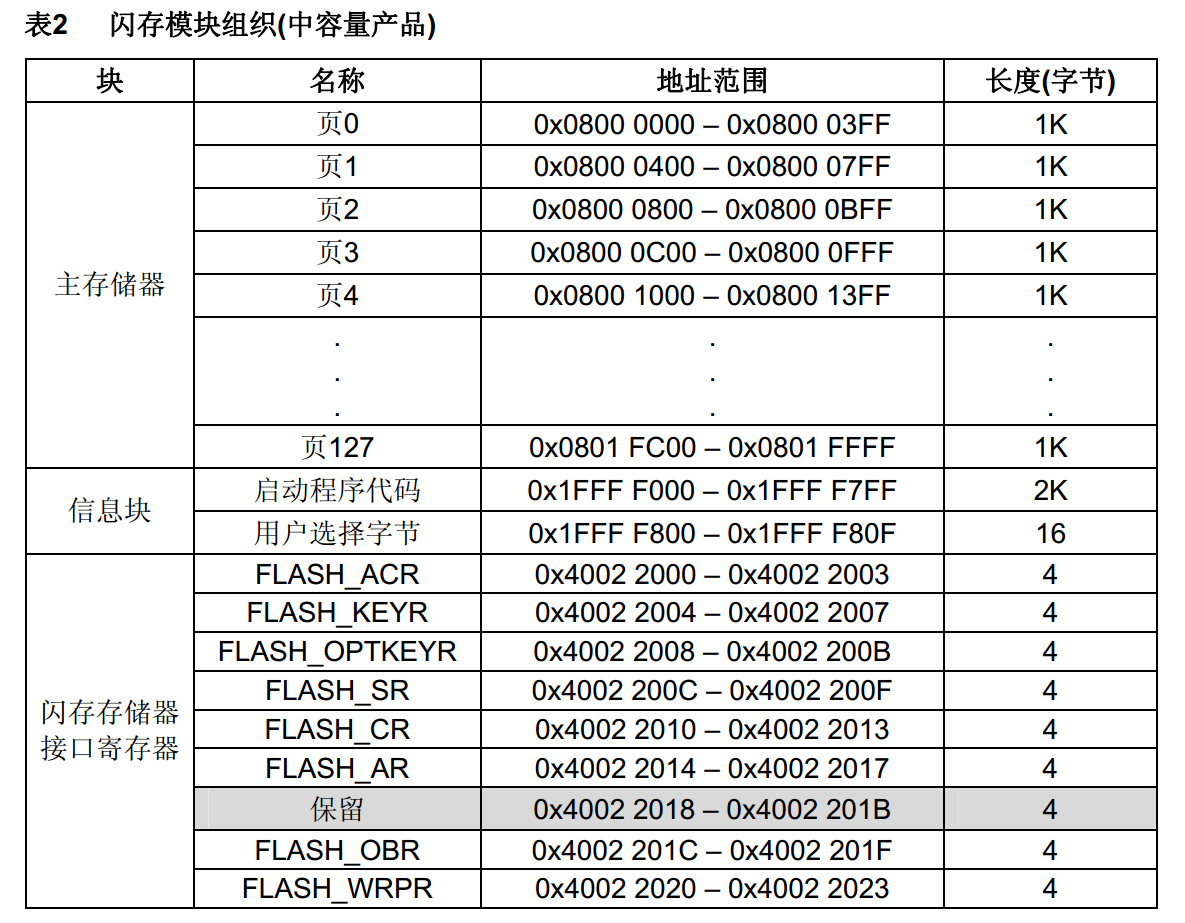 表2 闪存模块组织(中容量产品)
块 名称 地址范围 长度(字节)
主存储器 页0 0x0800 0000 – 0x0800 03FF 1K
页1 0x0800 0400 – 0x0800 07FF 1K
页2 0x0800 0800 – 0x0800 0BFF 1K
页3 0x0800 0C00 – 0x0800 0FFF 1K
页4 0x0800 1000 – 0x0800 13FF 1K
. . .
. . .
. . .
页127 0x0801 FC00 – 0x0801 FFFF 1K
信息块 启动程序代码 0x1FFF F000 – 0x1FFF F7FF 2K
用户选择字节 0x1FFF F800 – 0x1FFF F80F 16
闪存存储器
接口寄存器 FLASH_ACR 0x4002 2000 – 0x4002 2003 4
FLASH_KEYR 0x4002 2004 – 0x4002 2007 4
FLASH_OPTKEYR 0x4002 2008 – 0x4002 200B 4
FLASH_SR 0x4002 200C – 0x4002 200F 4
FLASH_CR 0x4002 2010 – 0x4002 2013 4
FLASH_AR 0x4002 2014 – 0x4002 2017 4
保留 0x4002 2018 – 0x4002 201B 4
FLASH_OBR 0x4002 201C – 0x4002 201F 4
FLASH_WRPR 0x4002 2020 – 0x4002 2023 4